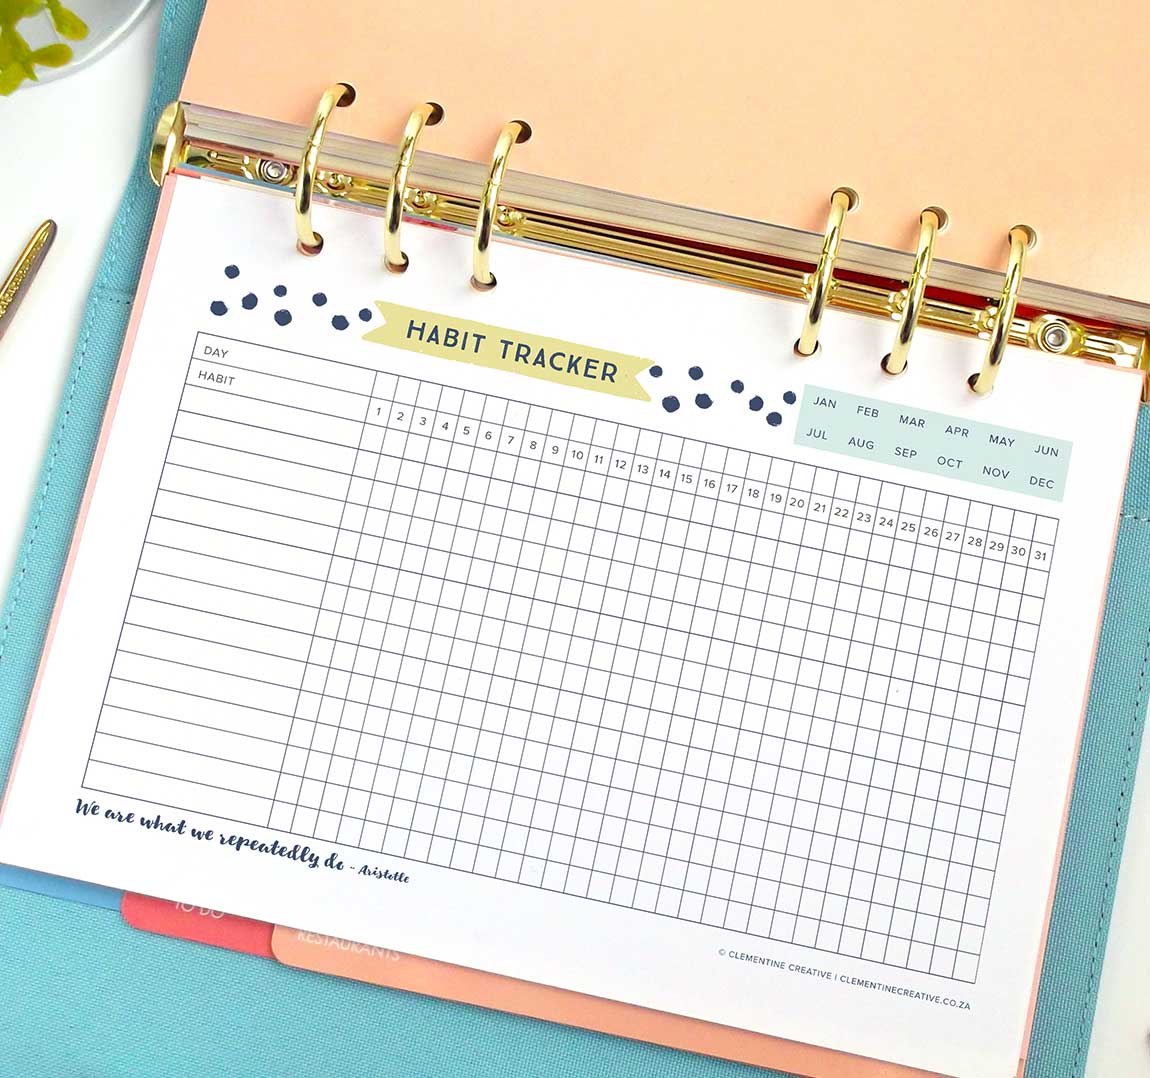 HABIT TRACKER
JAN FEB MAR APR MAY JUN
JUL AUG SEP OCT NOV DEC
DAY
HABIT
1 2 3 4 5 6 7 8 9 10 11 12 13 14 15 16 17 18 19 20 21 22 23 24 25 26 27 28 29 30 31
We are what we repeatedly do - Aristotle
© CLEMENTINE CREATIVE | CLEMENTINECREATIVE.CO.ZA
TO DO
RESTAURANTS